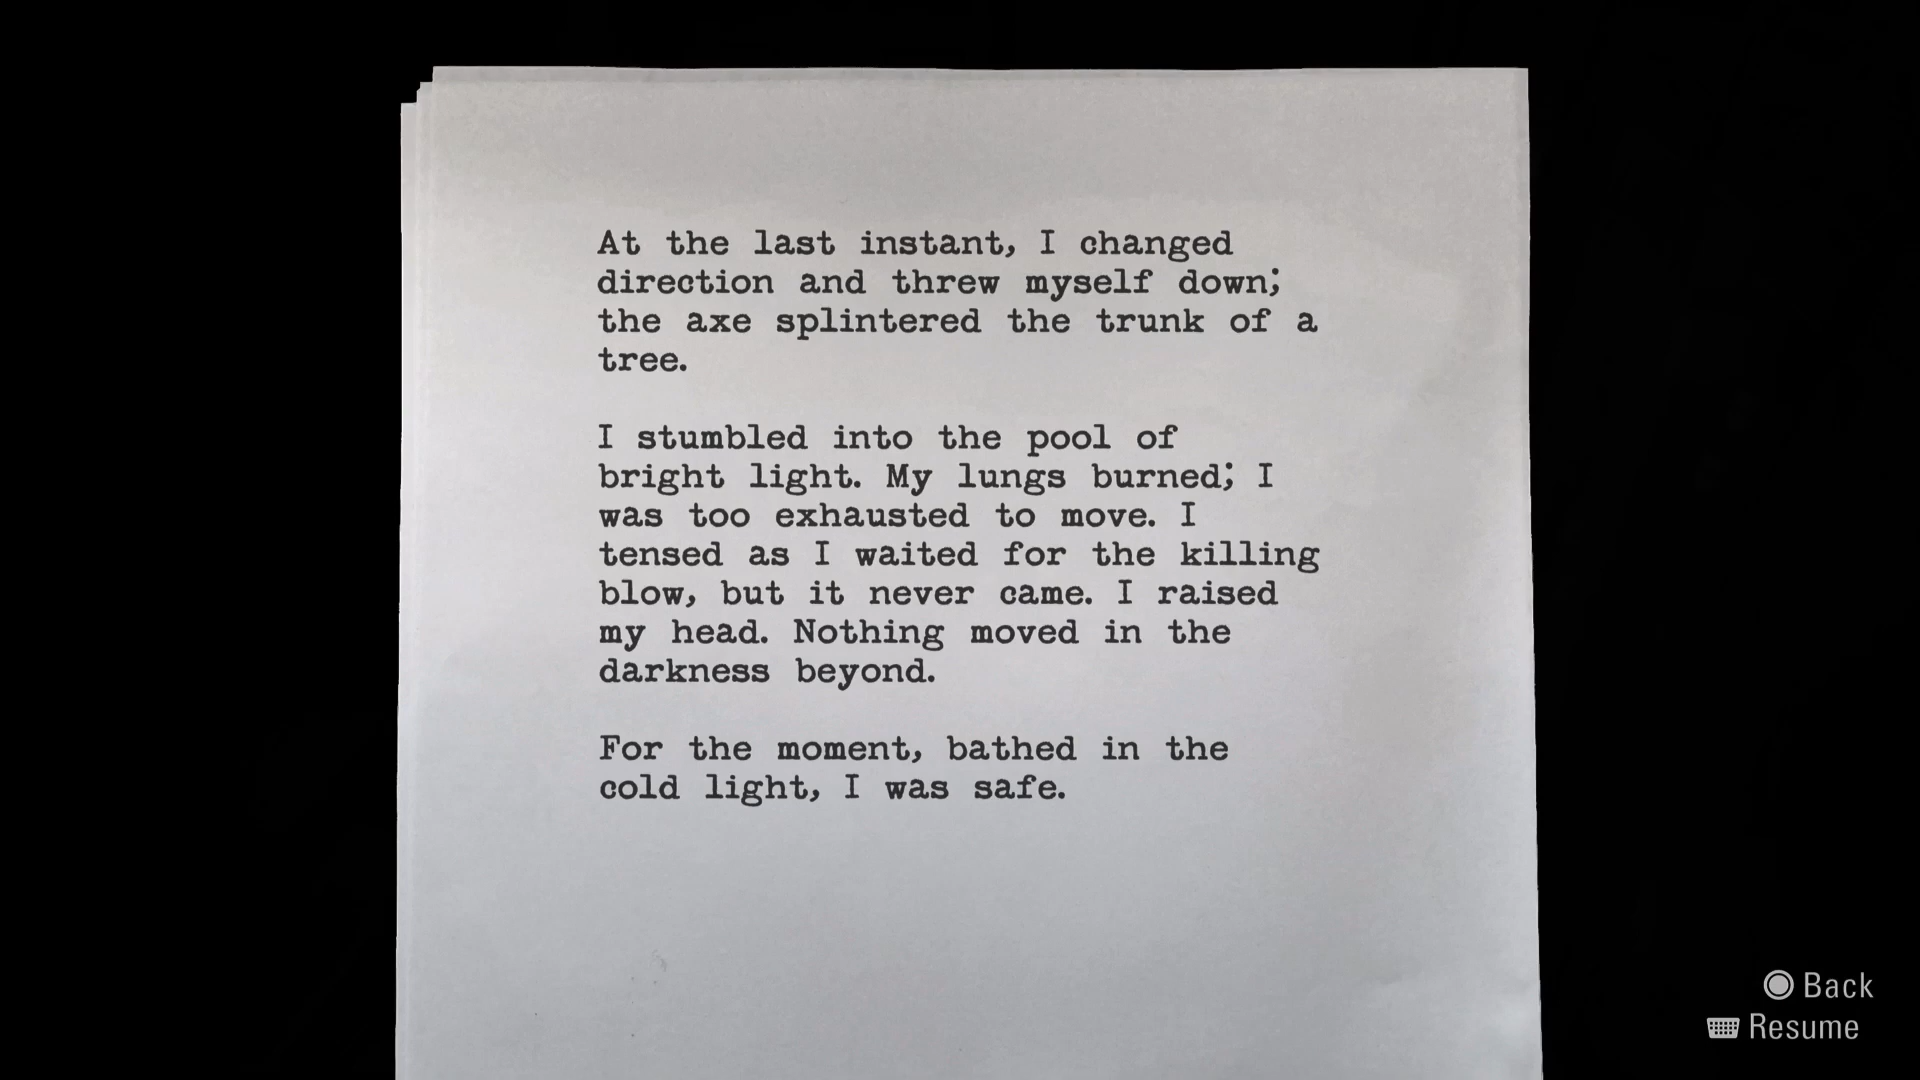 At the last instant, I changed
direction and threw myself down;
the axe splintered the trunk of a
tree.
I stumbled into the pool of
bright light. My lungs burned; I
was too exhausted to move. I
tensed as I waited for the killing
blow, but it never came. I raised
my head. Nothing moved in the
darkness beyond.
For the moment, bathed in the
cold light, I was safe.
Back
Resume